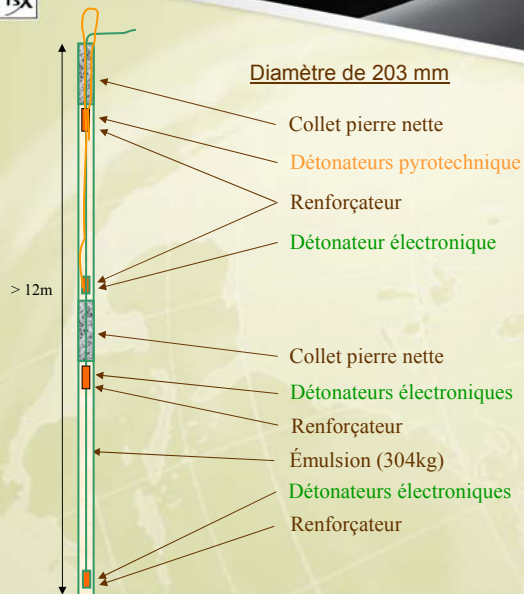 TSX
Diamètre de 203 mm
Collet pierre nette
Détonateurs pyrotechnique
Renforçateur
Détonateur électronique
> 12m
Collet pierre nette
Détonateurs électroniques
Renforçateur
Émulsion (304kg)
Détonateurs électroniques
Renforçateur